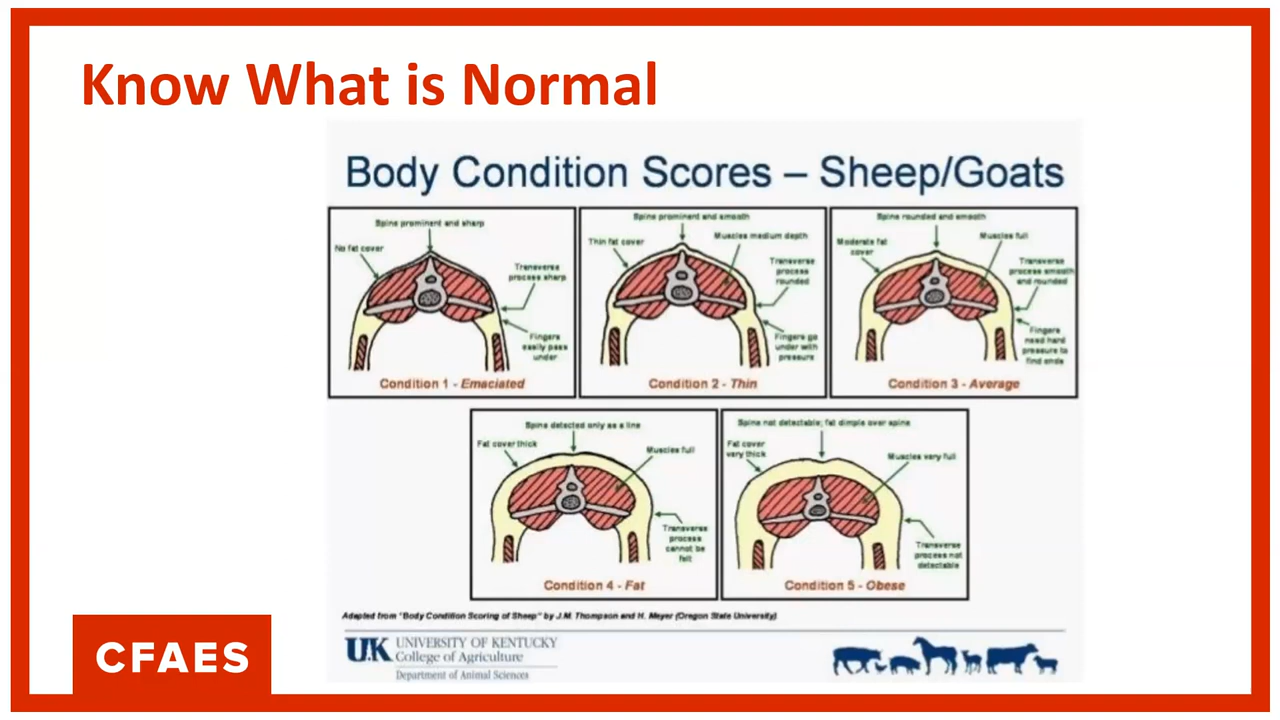 Know What is Normal
Body Condition Scores – Sheep/Goats
Spine prominent and sharp
No fat cover
Transverse
process sharp
Fingers
easily pass
under
Condition 1 - Emaciated
Spine prominent and smooth
Thin fat cover
Muscles medium depth
Transverse
process
rounded
Fingers go
under with
pressure
Condition 2 - Thin
Spine rounded and smooth
Moderate fat
cover
Muscles full
Transverse
process smooth
and rounded
Fingers
need hard
pressure to
find ends
Condition 3 - Average
Spine detected only as a line
Fat cover thick
Muscles full
Transverse
process
cannot be
felt
Condition 4 - Fat
Spine not detectable; fat dimple over spine
Fat cover
very thick
Muscles very full
Transverse
process not
detectable
Condition 5 - Obese
Adapted from "Body Condition Scoring of Sheep" by J.M. Thompson and H. Meyer (Oregon State University)
UK UNIVERSITY OF KENTUCKY
College of Agriculture
Department of Animal Sciences
CFAES